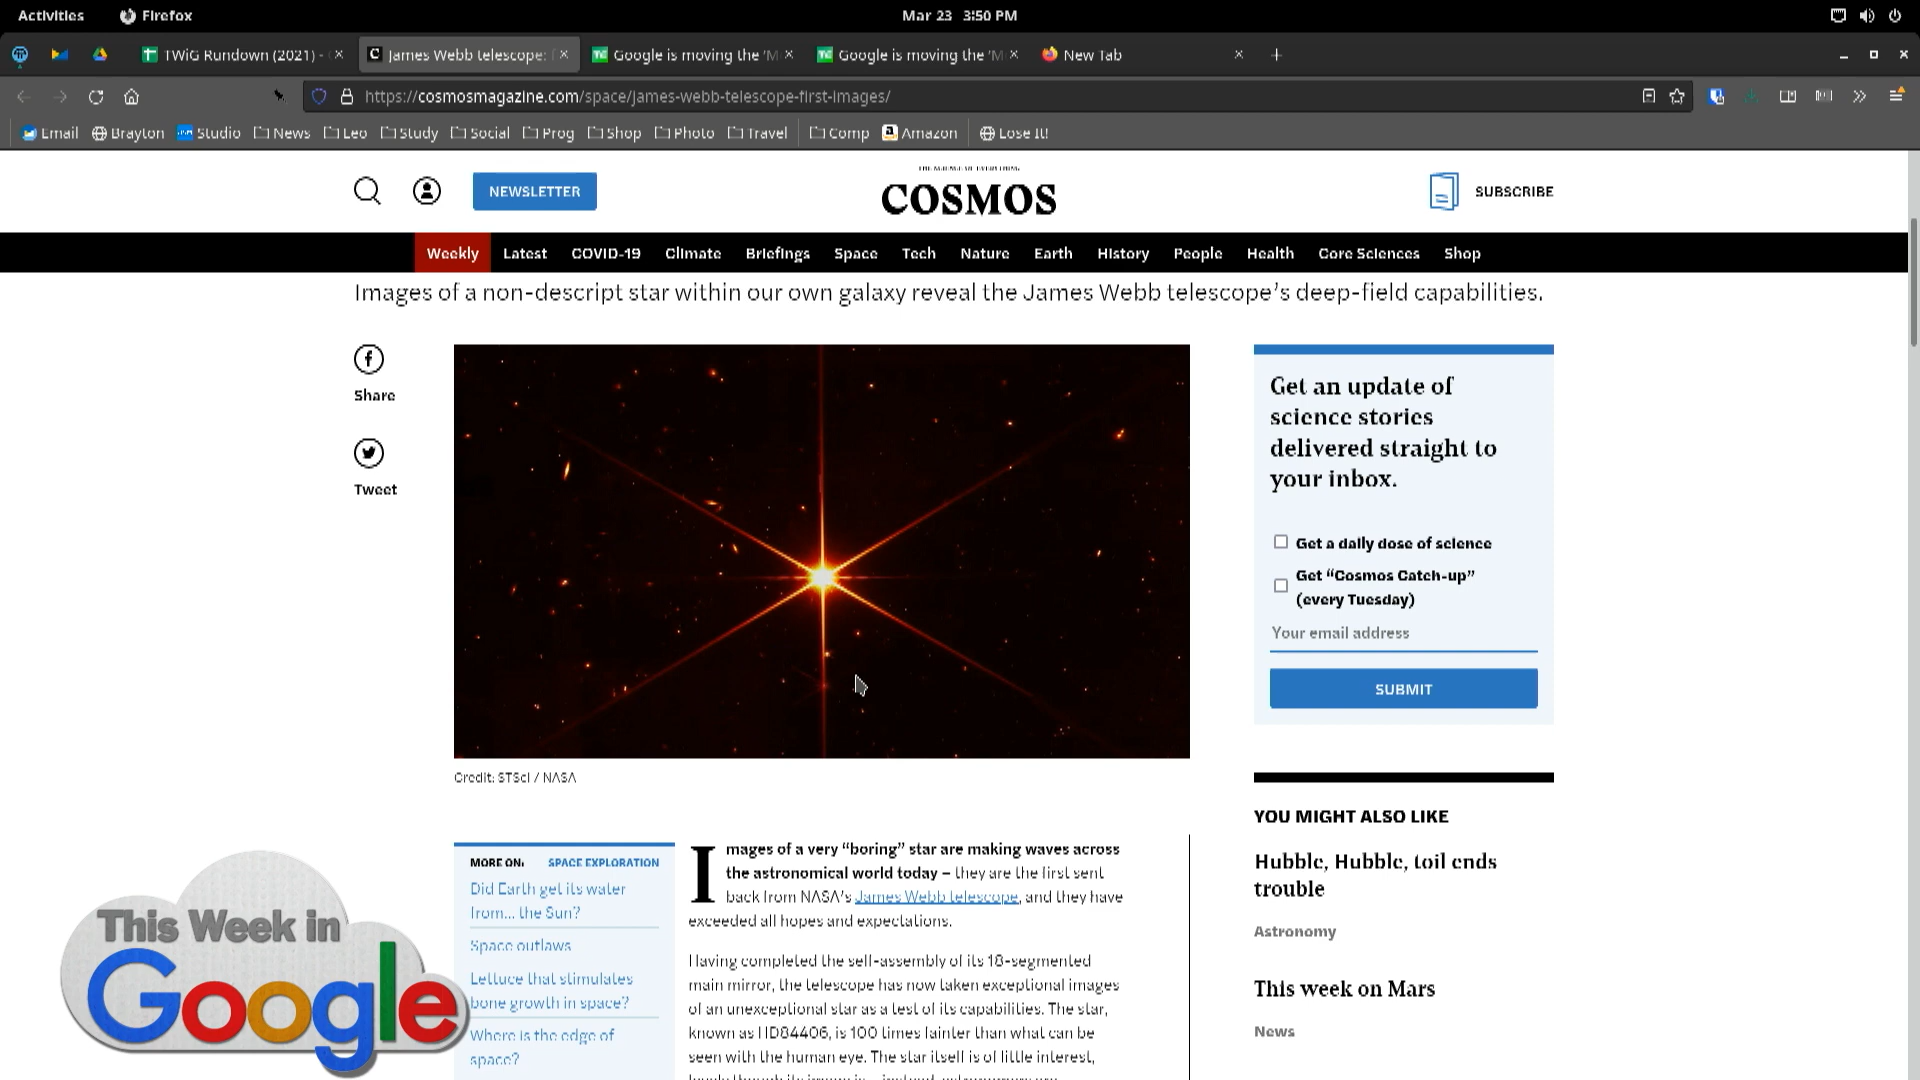 Activities
Firefox
Mar 23 3:50 PM
TWiG Rundown (2021) -
James Webb telescope:
Google is moving the 'M
Google is moving the 'M
New Tab
https://cosmosmagazine.com/space/james-webb-telescope-first-images/
Email Brayton Studio News Leo Study Social Prog Shop Photo Travel Comp Amazon Lose It!
NEWSLETTER
THE SCIENCE OF EVERYTHING
COSMOS
SUBSCRIBE
Weekly Latest COVID-19 Climate Briefings Space Tech Nature Earth History People Health Core Sciences Shop
Images of a non-descript star within our own galaxy reveal the James Webb telescope's deep-field capabilities.
Share
Tweet
Credit: STScI / NASA
Get an update of
science stories
delivered straight to
your inbox.
Get a daily dose of science
Get “Cosmos Catch-up”
(every Tuesday)
Your email address
SUBMIT
YOU MIGHT ALSO LIKE
Hubble, Hubble, toil ends
trouble
Astronomy
This week on Mars
News
MORE ON: SPACE EXPLORATION
Did Earth get its water
from... the Sun?
Space outlaws
Lettuce that stimulates
bone growth in space?
Where is the edge of
space?
Images of a very “boring” star are making waves across
the astronomical world today – they are the first sent
back from NASA's James Webb telescope, and they have
exceeded all hopes and expectations.
Having completed the self-assembly of its 18-segmented
main mirror, the telescope has now taken exceptional images
of an unexceptional star as a test of its capabilities. The star,
known as HD84406, is 100 times fainter than what can be
seen with the human eye. The star itself is of little interest,
This Week in
Google